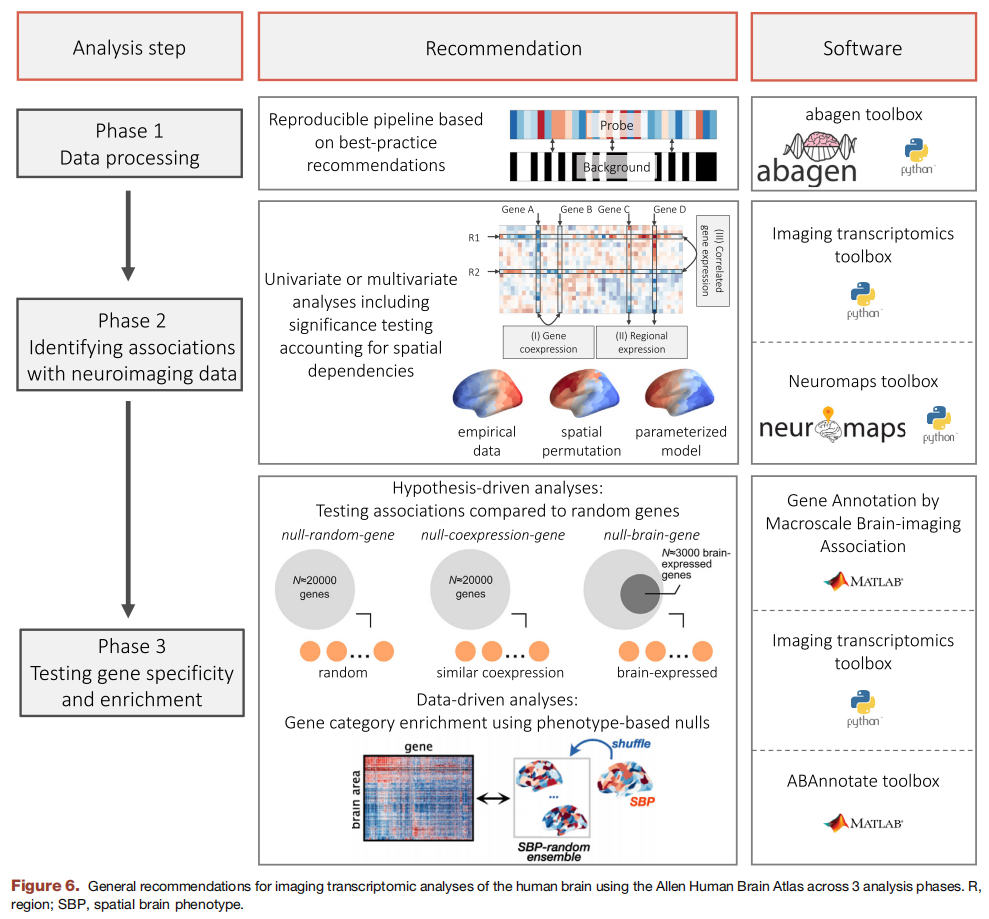 Analysis step
Recommendation
Software
Phase 1
Data processing
Reproducible pipeline based
on best-practice
recommendations
Probe
Background
abagen toolbox
abagen
python™
Phase 2
Identifying associations
with neuroimaging data
Univariate or multivariate
analyses including
significance testing
accounting for spatial
dependencies
Gene A
Gene B
Gene C
Gene D
R1
R2
(III) Correlated
gene expression
(I) Gene
coexpression
(II) Regional
expression
empirical
data
spatial
permutation
parameterized
model
Imaging transcriptomics
toolbox
python™
Neuromaps toolbox
neur maps
python™
Phase 3
Testing gene specificity
and enrichment
Hypothesis-driven analyses:
Testing associations compared to random genes
null-random-gene
null-coexpression-gene
null-brain-gene
N≈20000
genes
N≈20000
genes
N≈3000 brain-
expressed
genes
random
similar coexpression
brain-expressed
Data-driven analyses:
Gene category enrichment using phenotype-based nulls
gene
brain area
shuffle
SBP
SBP-random
ensemble
Gene Annotation by
Macroscale Brain-imaging
Association
MATLAB®
Imaging transcriptomics
toolbox
python™
ABAnnotate toolbox
MATLAB®
Figure 6. General recommendations for imaging transcriptomic analyses of the human brain using the Allen Human Brain Atlas across 3 analysis phases. R,
region; SBP, spatial brain phenotype.